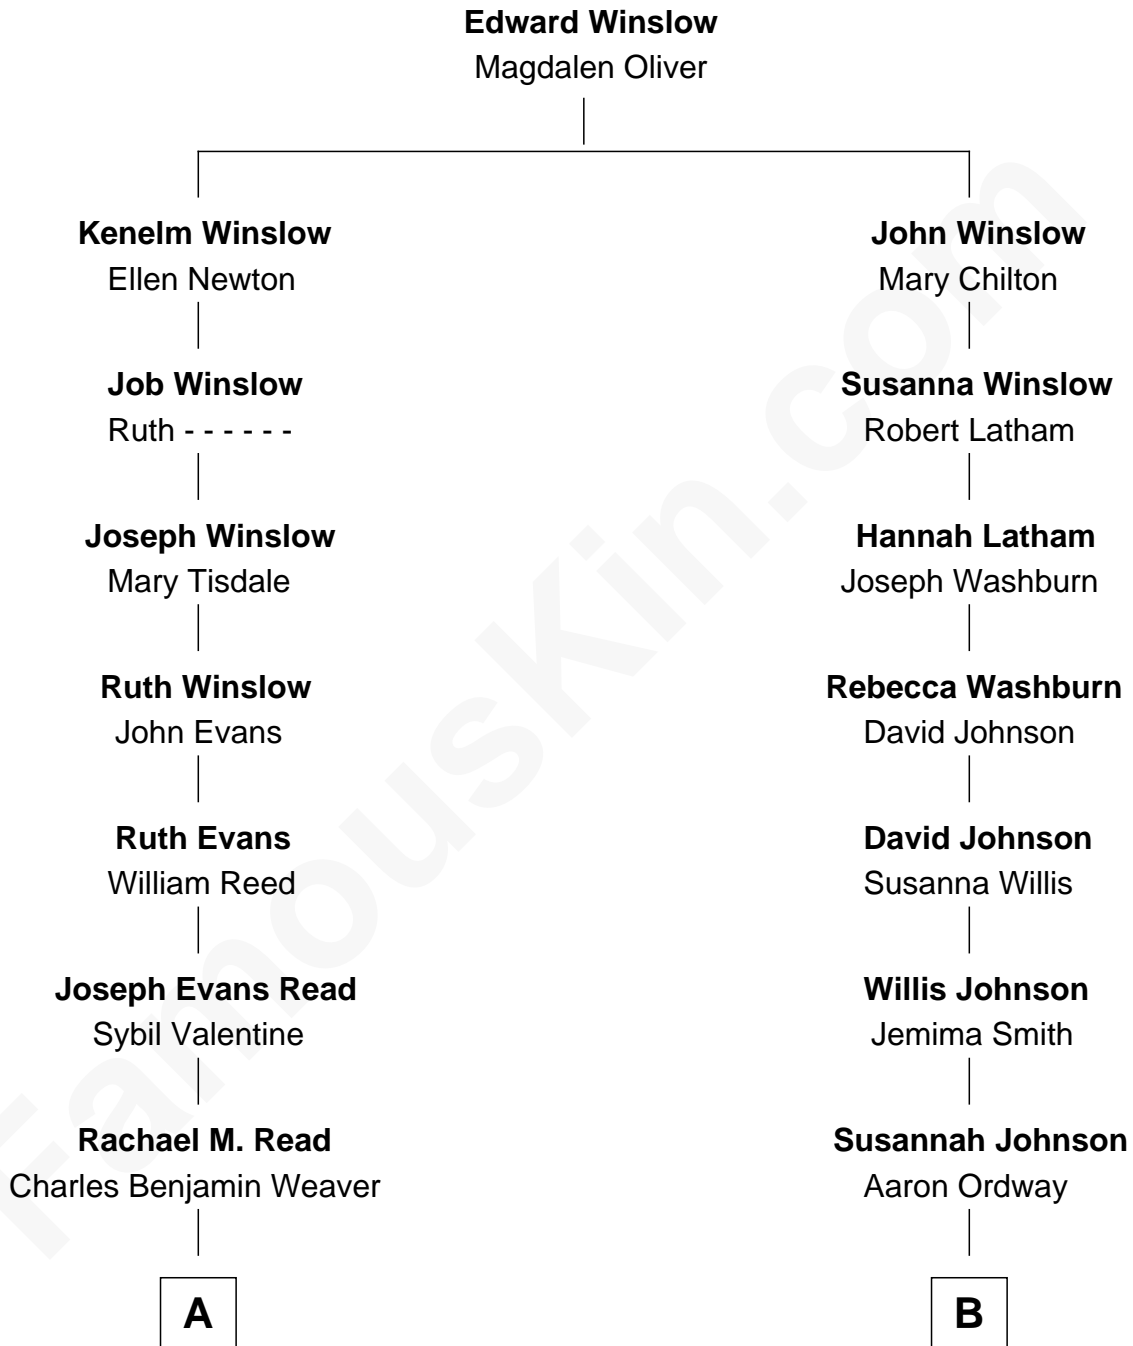 Edward Winslow
Magdalen Oliver
Kenelm Winslow
Ellen Newton
John Winslow
Mary Chilton
Job Winslow
Ruth - - - - - -
Susanna Winslow
Robert Latham
Joseph Winslow
Mary Tisdale
Hannah Latham
Joseph Washburn
Ruth Winslow
John Evans
Rebecca Washburn
David Johnson
Ruth Evans
William Reed
David Johnson
Susanna Willis
Joseph Evans Read
Sybil Valentine
Willis Johnson
Jemima Smith
Rachael M. Read
Charles Benjamin Weaver
Susannah Johnson
Aaron Ordway
A
B
FamousKin.com